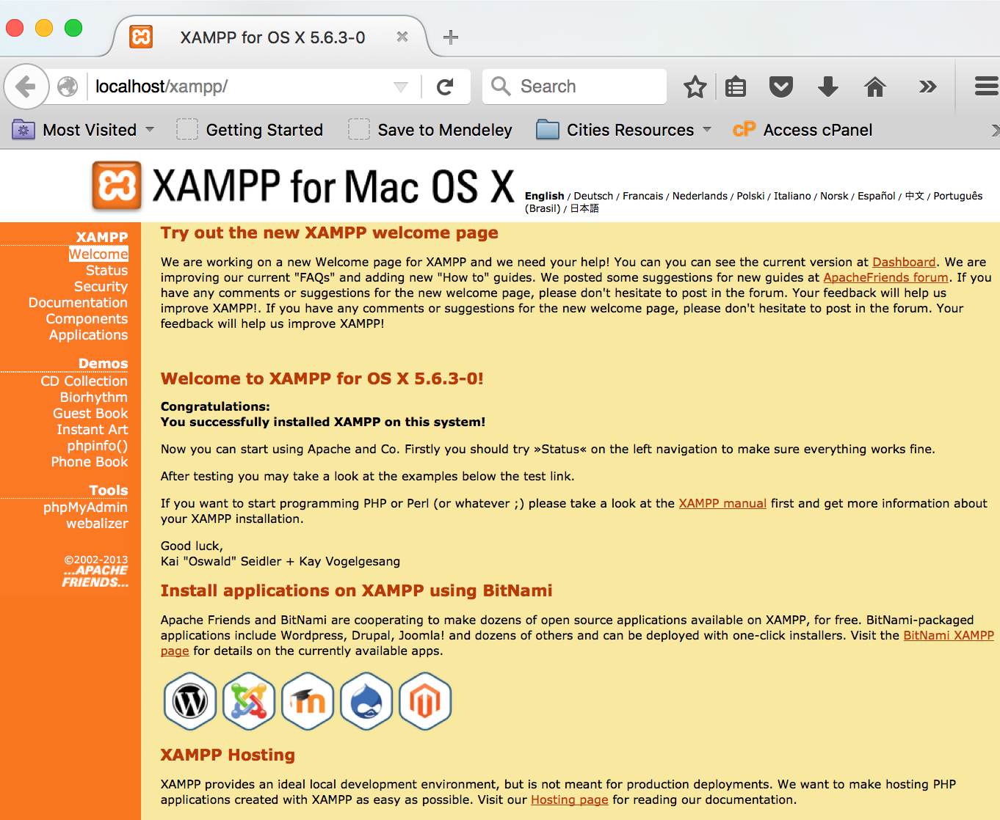 XAMPP for OS X 5.6.3-0
localhost/xampp/
Search
Most Visited
Getting Started
Save to Mendeley
Cities Resources
cP Access cPanel
XAMPP for Mac OS X
English / Deutsch / Francais / Nederlands / Polski / Italiano / Norsk / Español / 中文 / Português
(Brasil) / 日本語
XAMPP
Welcome
Status
Security
Documentation
Components
Applications
Demos
CD Collection
Biorhythm
Guest Book
Instant Art
phpinfo()
Phone Book
Tools
phpMyAdmin
webalizer
©2002-2013
...APACHE
FRIENDS...
Try out the new XAMPP welcome page
We are working on a new Welcome page for XAMPP and we need your help! You can you can see the current version at Dashboard. We are
improving our current "FAQs" and adding new "How to" guides. We posted some suggestions for new guides at ApacheFriends forum. If you
have any comments or suggestions for the new welcome page, please don't hesitate to post in the forum. Your feedback will help us
improve XAMPP!. If you have any comments or suggestions for the new welcome page, please don't hesitate to post in the forum. Your
feedback will help us improve XAMPP!
Welcome to XAMPP for OS X 5.6.3-0!
Congratulations:
You successfully installed XAMPP on this system!
Now you can start using Apache and Co. Firstly you should try »Status« on the left navigation to make sure everything works fine.
After testing you may take a look at the examples below the test link.
If you want to start programming PHP or Perl (or whatever ;) please take a look at the XAMPP manual first and get more information about
your XAMPP installation.
Good luck,
Kai "Oswald" Seidler + Kay Vogelgesang
Install applications on XAMPP using BitNami
Apache Friends and BitNami are cooperating to make dozens of open source applications available on XAMPP, for free. BitNami-packaged
applications include Wordpress, Drupal, Joomla! and dozens of others and can be deployed with one-click installers. Visit the BitNami XAMPP
page for details on the currently available apps.
XAMPP Hosting
XAMPP provides an ideal local development environment, but is not meant for production deployments. We want to make hosting PHP
applications created with XAMPP as easy as possible. Visit our Hosting page for reading our documentation.